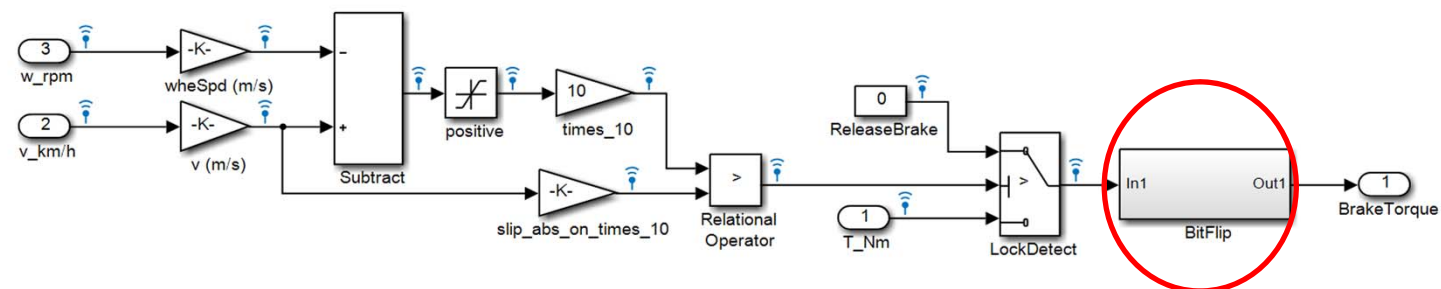 3
w_rpm
-K-
wheSpd (m/s)
2
v_km/h
-K-
v (m/s)
−
+
Subtract
positive
10
times_10
-K-
slip_abs_on_times_10
>
Relational
Operator
0
ReleaseBrake
1
T_Nm
>
LockDetect
In1
Out1
BitFlip
1
BrakeTorque